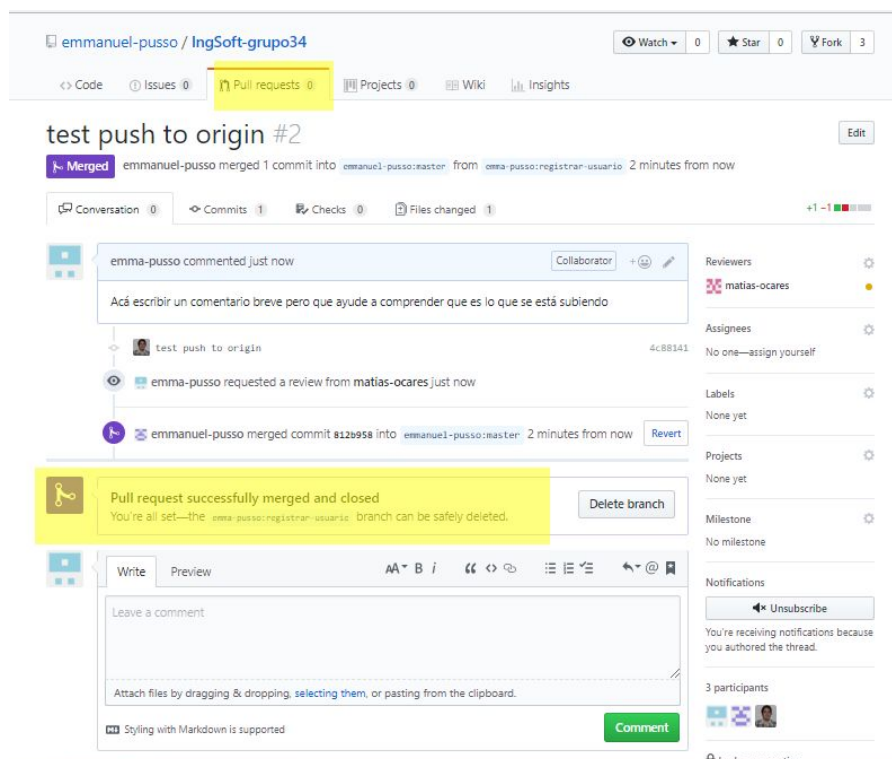 emmanuel-pusso / IngSoft-grupo34
Watch 0 Star 0 Fork 3
Code Issues 0 Pull requests 0 Projects 0 Wiki Insights
test push to origin #2
Edit
Merged emmanuel-pusso merged 1 commit into emmanuel-pusso:master from emma-pusso:registrar-usuario 2 minutes from now
Conversation 0 Commits 1 Checks 0 Files changed 1 +1 −1
emma-pusso commented just now Collaborator
Acá escribir un comentario breve pero que ayude a comprender que es lo que se está subiendo
test push to origin 4c88141
emma-pusso requested a review from matias-ocares just now
emmanuel-pusso merged commit 812b958 into emmanuel-pusso:master 2 minutes from now Revert
Pull request successfully merged and closed
You're all set—the emma-pusso:registrar-usuario branch can be safely deleted.
Delete branch
Write Preview AA B i
Leave a comment
Attach files by dragging & dropping, selecting them, or pasting from the clipboard.
Styling with Markdown is supported
Comment
Reviewers
matias-ocares
Assignees
No one—assign yourself
Labels
None yet
Projects
None yet
Milestone
No milestone
Notifications
Unsubscribe
You're receiving notifications because
you authored the thread.
3 participants